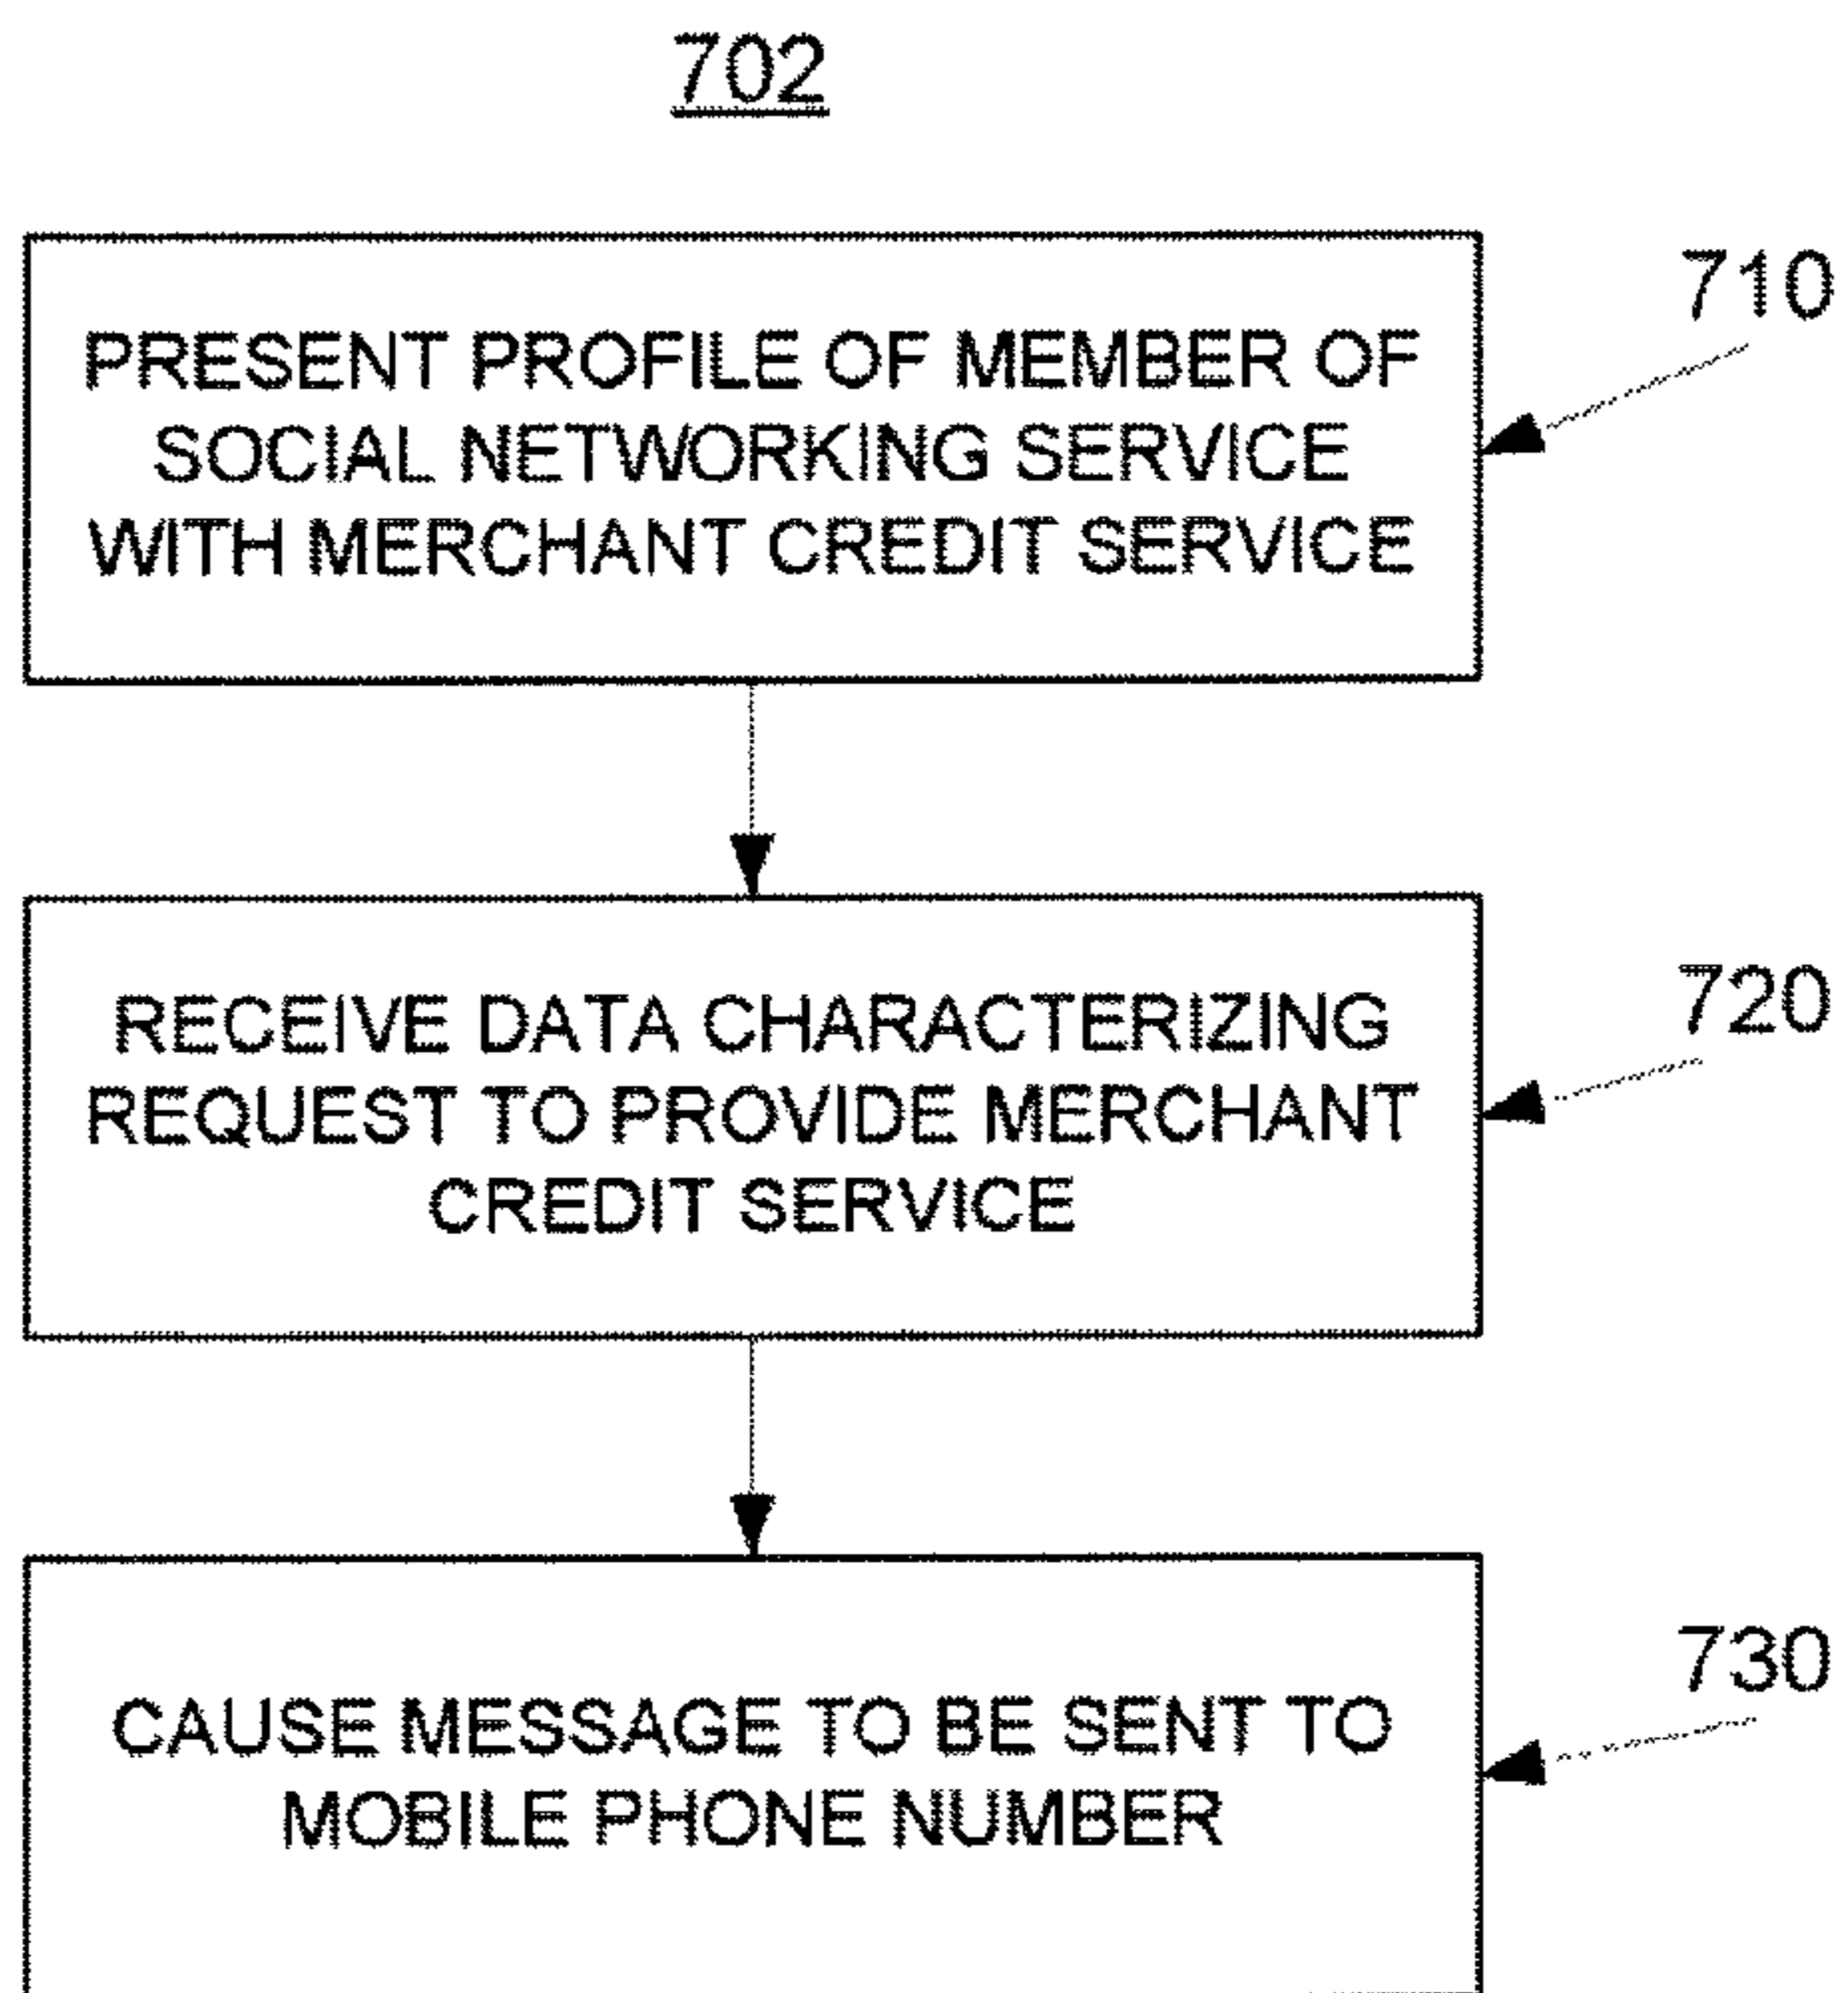 702
710
PRESENT PROFILE OF MEMBER OF
SOCIAL NETWORKING SERVICE
WITH MERCHANT CREDIT SERVICE
720
RECEIVE DATA CHARACTERIZING
REQUEST TO PROVIDE MERCHANT
CREDIT SERVICE
730
CAUSE MESSAGE TO BE SENT TO
MOBILE PHONE NUMBER